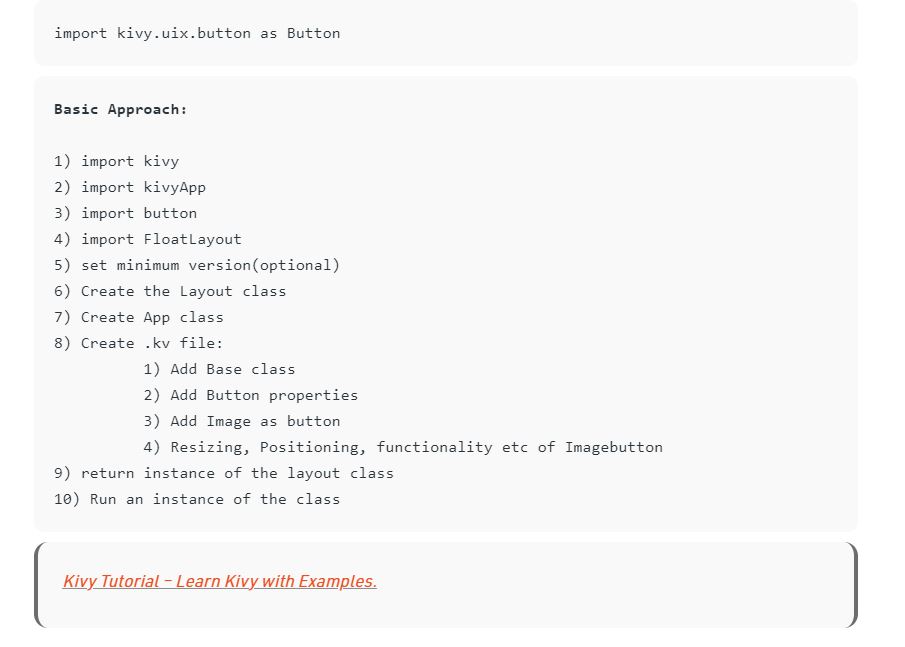 import kivy.uix.button as Button
Basic Approach:
1) import kivy
2) import kivyApp
3) import button
4) import FloatLayout
5) set minimum version(optional)
6) Create the Layout class
7) Create App class
8) Create .kv file:
1) Add Base class
2) Add Button properties
3) Add Image as button
4) Resizing, Positioning, functionality etc of Imagebutton
9) return instance of the layout class
10) Run an instance of the class
Kivy Tutorial – Learn Kivy with Examples.